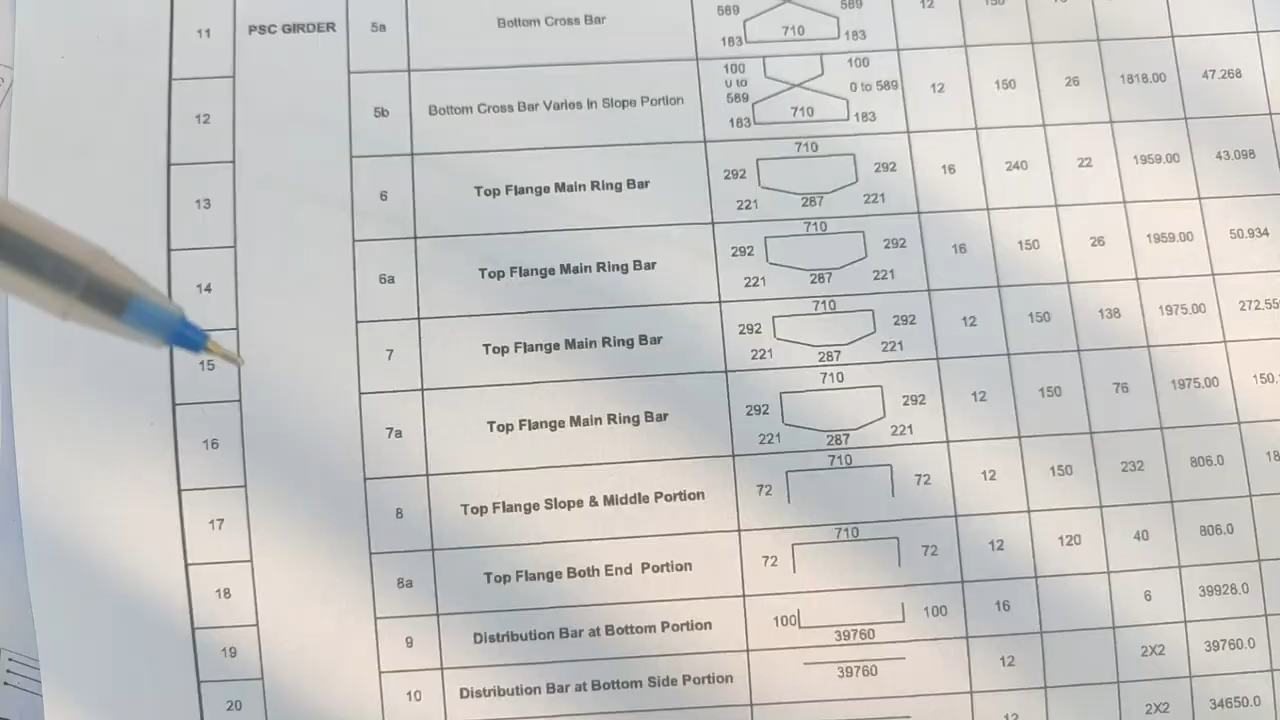 11 PSC GIRDER 5a Bottom Cross Bar 589 589 183 710 183 12
12 5b Bottom Cross Bar Varies In Slope Portion 100 100 0 to 589 0 to 589 183 710 183 12 150 26 1818.00 47.268
13 6 Top Flange Main Ring Bar 710 292 292 221 287 221 16 240 22 1959.00 43.098
14 6a Top Flange Main Ring Bar 710 292 292 221 287 221 16 150 26 1959.00 50.934
15 7 Top Flange Main Ring Bar 710 292 292 221 287 221 12 150 138 1975.00 272.55
16 7a Top Flange Main Ring Bar 710 292 292 221 287 221 12 150 76 1975.00 150.
17 8 Top Flange Slope & Middle Portion 710 72 72 12 150 232 806.0 18
18 8a Top Flange Both End Portion 710 72 72 12 120 40 806.0
19 9 Distribution Bar at Bottom Portion 100 100 39760 16 6 39928.0
20 10 Distribution Bar at Bottom Side Portion 39760 12 2X2 39760.0
12 2X2 34650.0